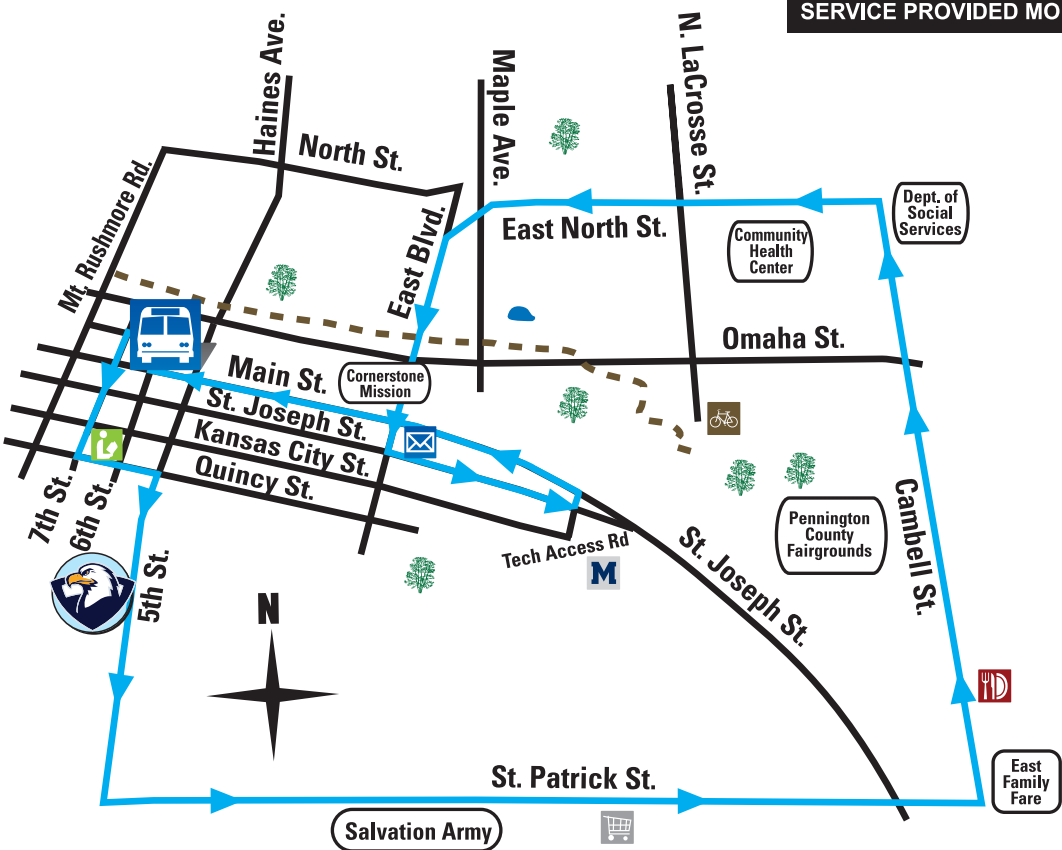 SERVICE PROVIDED MO
Haines Ave.
Maple Ave.
N. LaCrosse St.
North St.
Mt. Rushmore Rd.
East Blvd.
East North St.
Dept. of
Social
Services
Community
Health
Center
Omaha St.
Main St.
Cornerstone
Mission
St. Joseph St.
Kansas City St.
Quincy St.
7th St.
6th St.
5th St.
Tech Access Rd
M
St. Joseph St.
Pennington
County
Fairgrounds
Cambell St.
N
St. Patrick St.
Salvation Army
East
Family
Fare